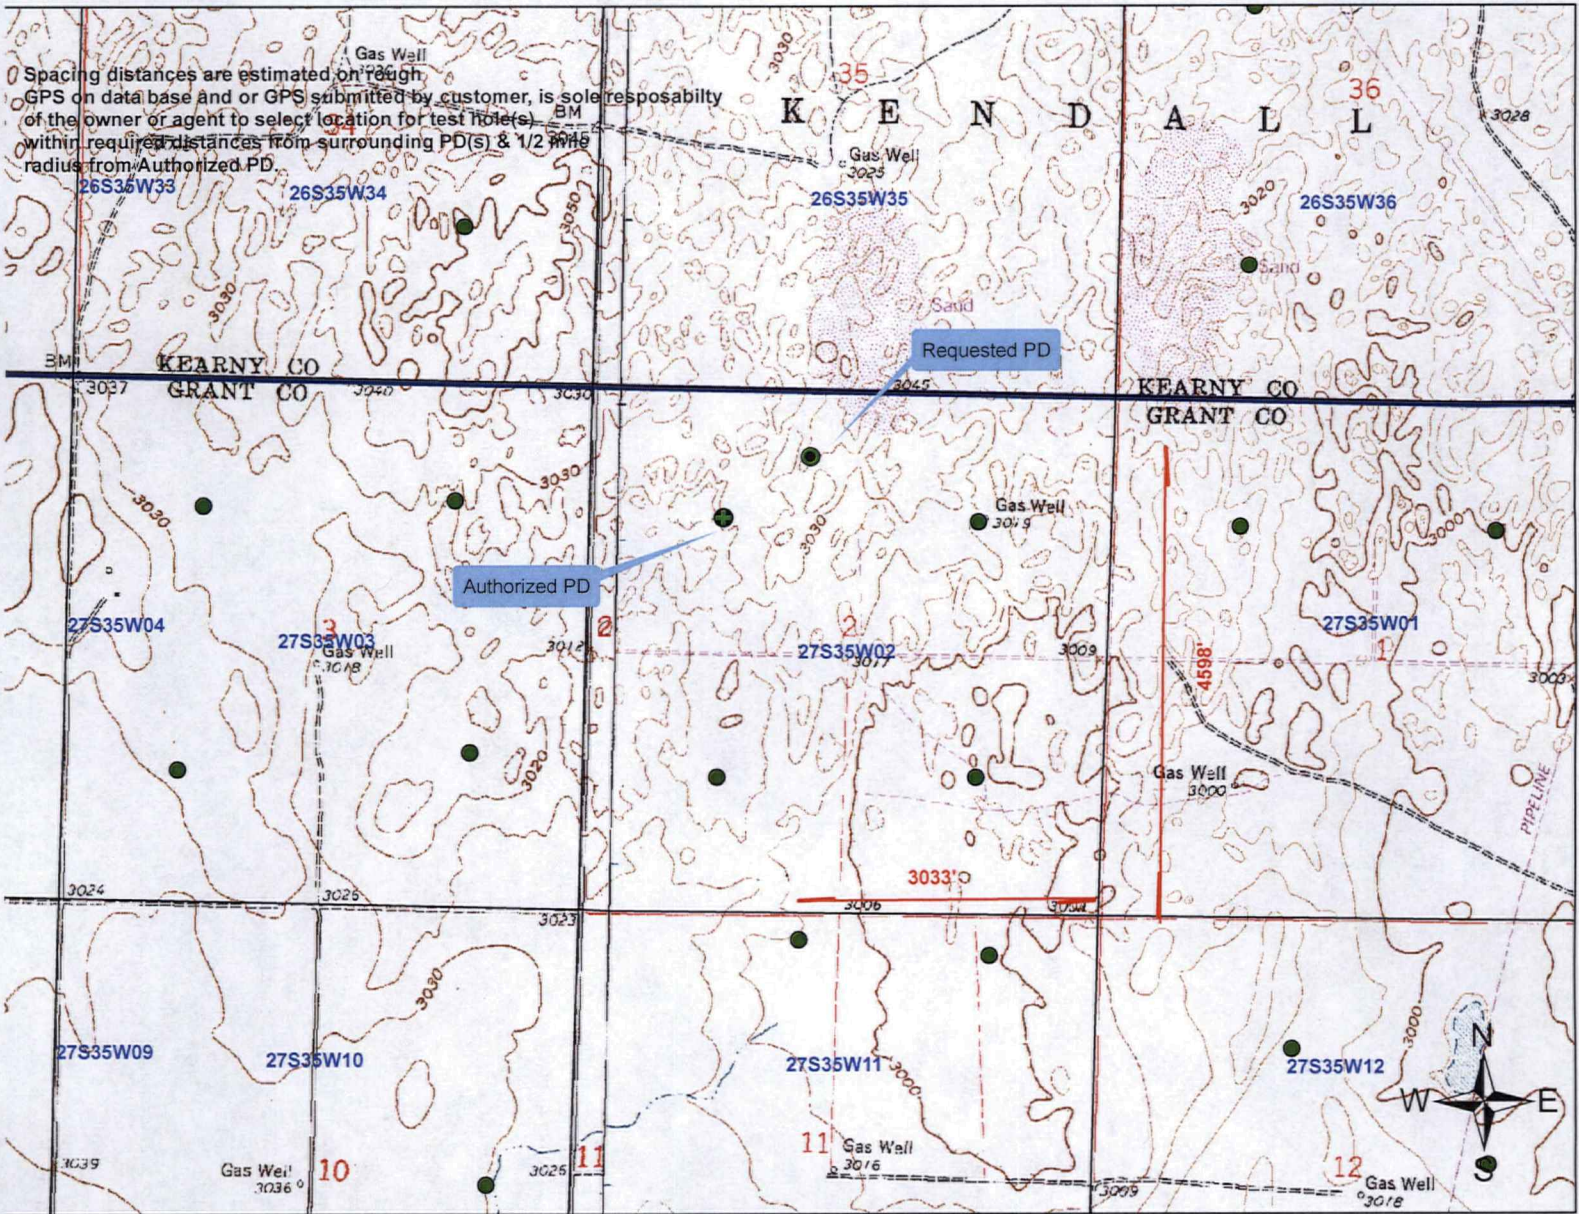 Gas Well
Spacing distances are estimated on rough
GPS on data base and or GPS submitted by customer, is sole resposabilty
of the owner or agent to select location for test hole(s)
within required distances from surrounding PD(s) & 1/2 mile
radius from Authorized PD.
BM
3045
34
3030
35
36
K E N D A L L
3028
Gas Well
3025
26S35W33
26S35W34
26S35W35
26S35W36
3050
3020
Sand
Sand
3030
Requested PD
BM
KEARNY CO
GRANT CO
3037
3040
3030
3045
KEARNY CO
GRANT CO
3030
3030
3030
Gas Well
3019
3000
Authorized PD
27S35W04
3
27S35W03
Gas Well
3018
3012
2
2
27S35W02
3017
3009
4598'
27S35W01
1
3003
3020
Gas Well
3000
PIPELINE
3024
3025
3023
3033'
3006
3004
3030
3000
27S35W09
27S35W10
27S35W11
3000
27S35W12
N
W
E
S
3039
Gas Well
3036
10
3026
11
11
Gas Well
3016
3009
12
Gas Well
3018